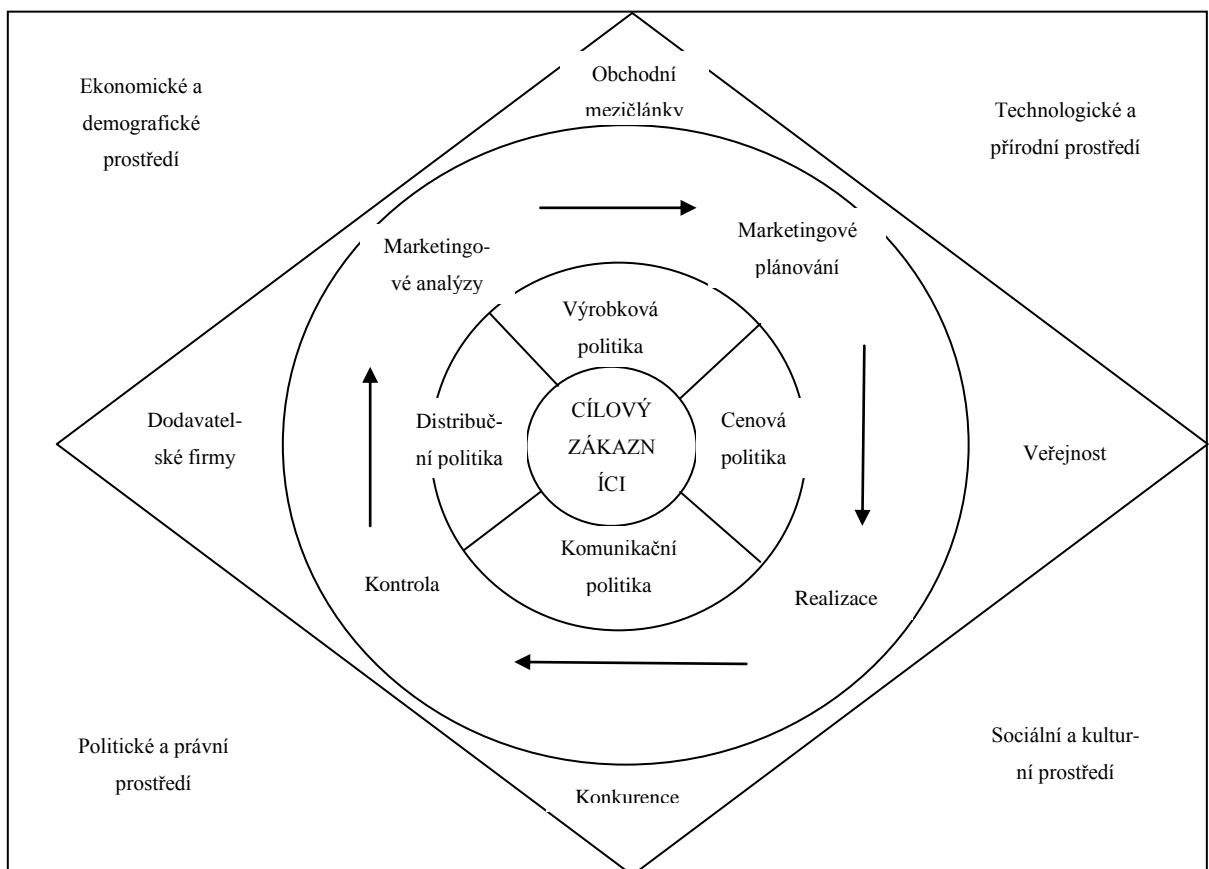 Obchodní
mezičlánky
Ekonomické a
demografické
prostředí
Technologické a
přírodní prostředí
Marketingo-
vé analýzy
Marketingové
plánování
Výrobková
politika
Dodavatel-
ské firmy
Distribuč-
ní politika
CÍLOVÝ
ZÁKAZN
ÍCI
Cenová
politika
Veřejnost
Komunikační
politika
Kontrola
Realizace
Politické a právní
prostředí
Sociální a kultur-
ní prostředí
Konkurence